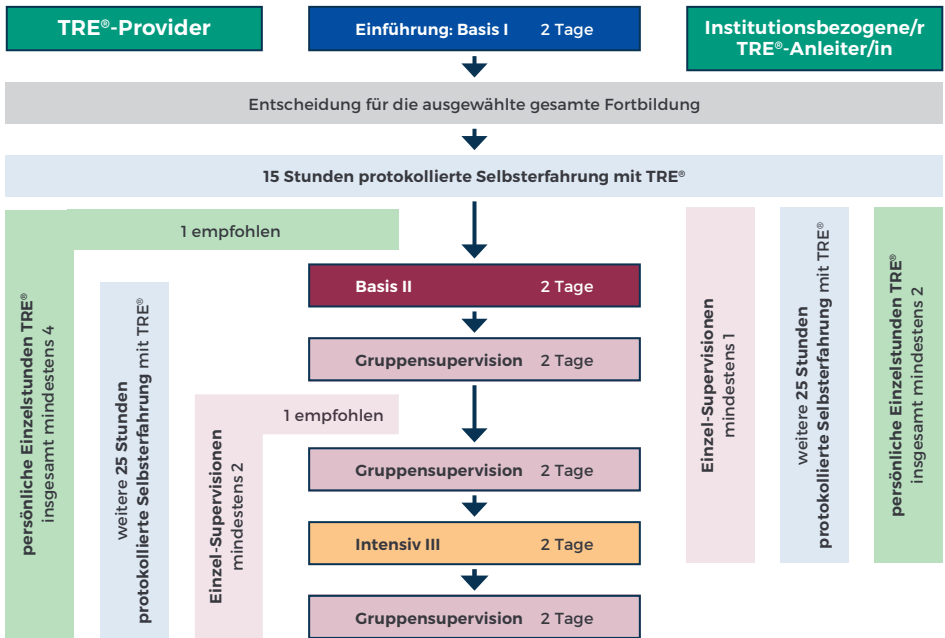 TRE®-Provider
Einführung: Basis I 2 Tage
Institutionsbezogene/r
TRE®-Anleiter/in
Entscheidung für die ausgewählte gesamte Fortbildung
15 Stunden protokollierte Selbsterfahrung mit TRE®
1 empfohlen
persönliche Einzelstunden TRE®
insgesamt mindestens 4
weitere 25 Stunden
protokollierte Selbsterfahrung mit TRE®
1 empfohlen
Einzel-Supervisionen
mindestens 2
Basis II 2 Tage
Gruppensupervision 2 Tage
Gruppensupervision 2 Tage
Intensiv III 2 Tage
Gruppensupervision 2 Tage
Einzel-Supervisionen
mindestens 1
weitere 25 Stunden
protokollierte Selbsterfahrung mit TRE®
persönliche Einzelstunden TRE®
insgesamt mindestens 2